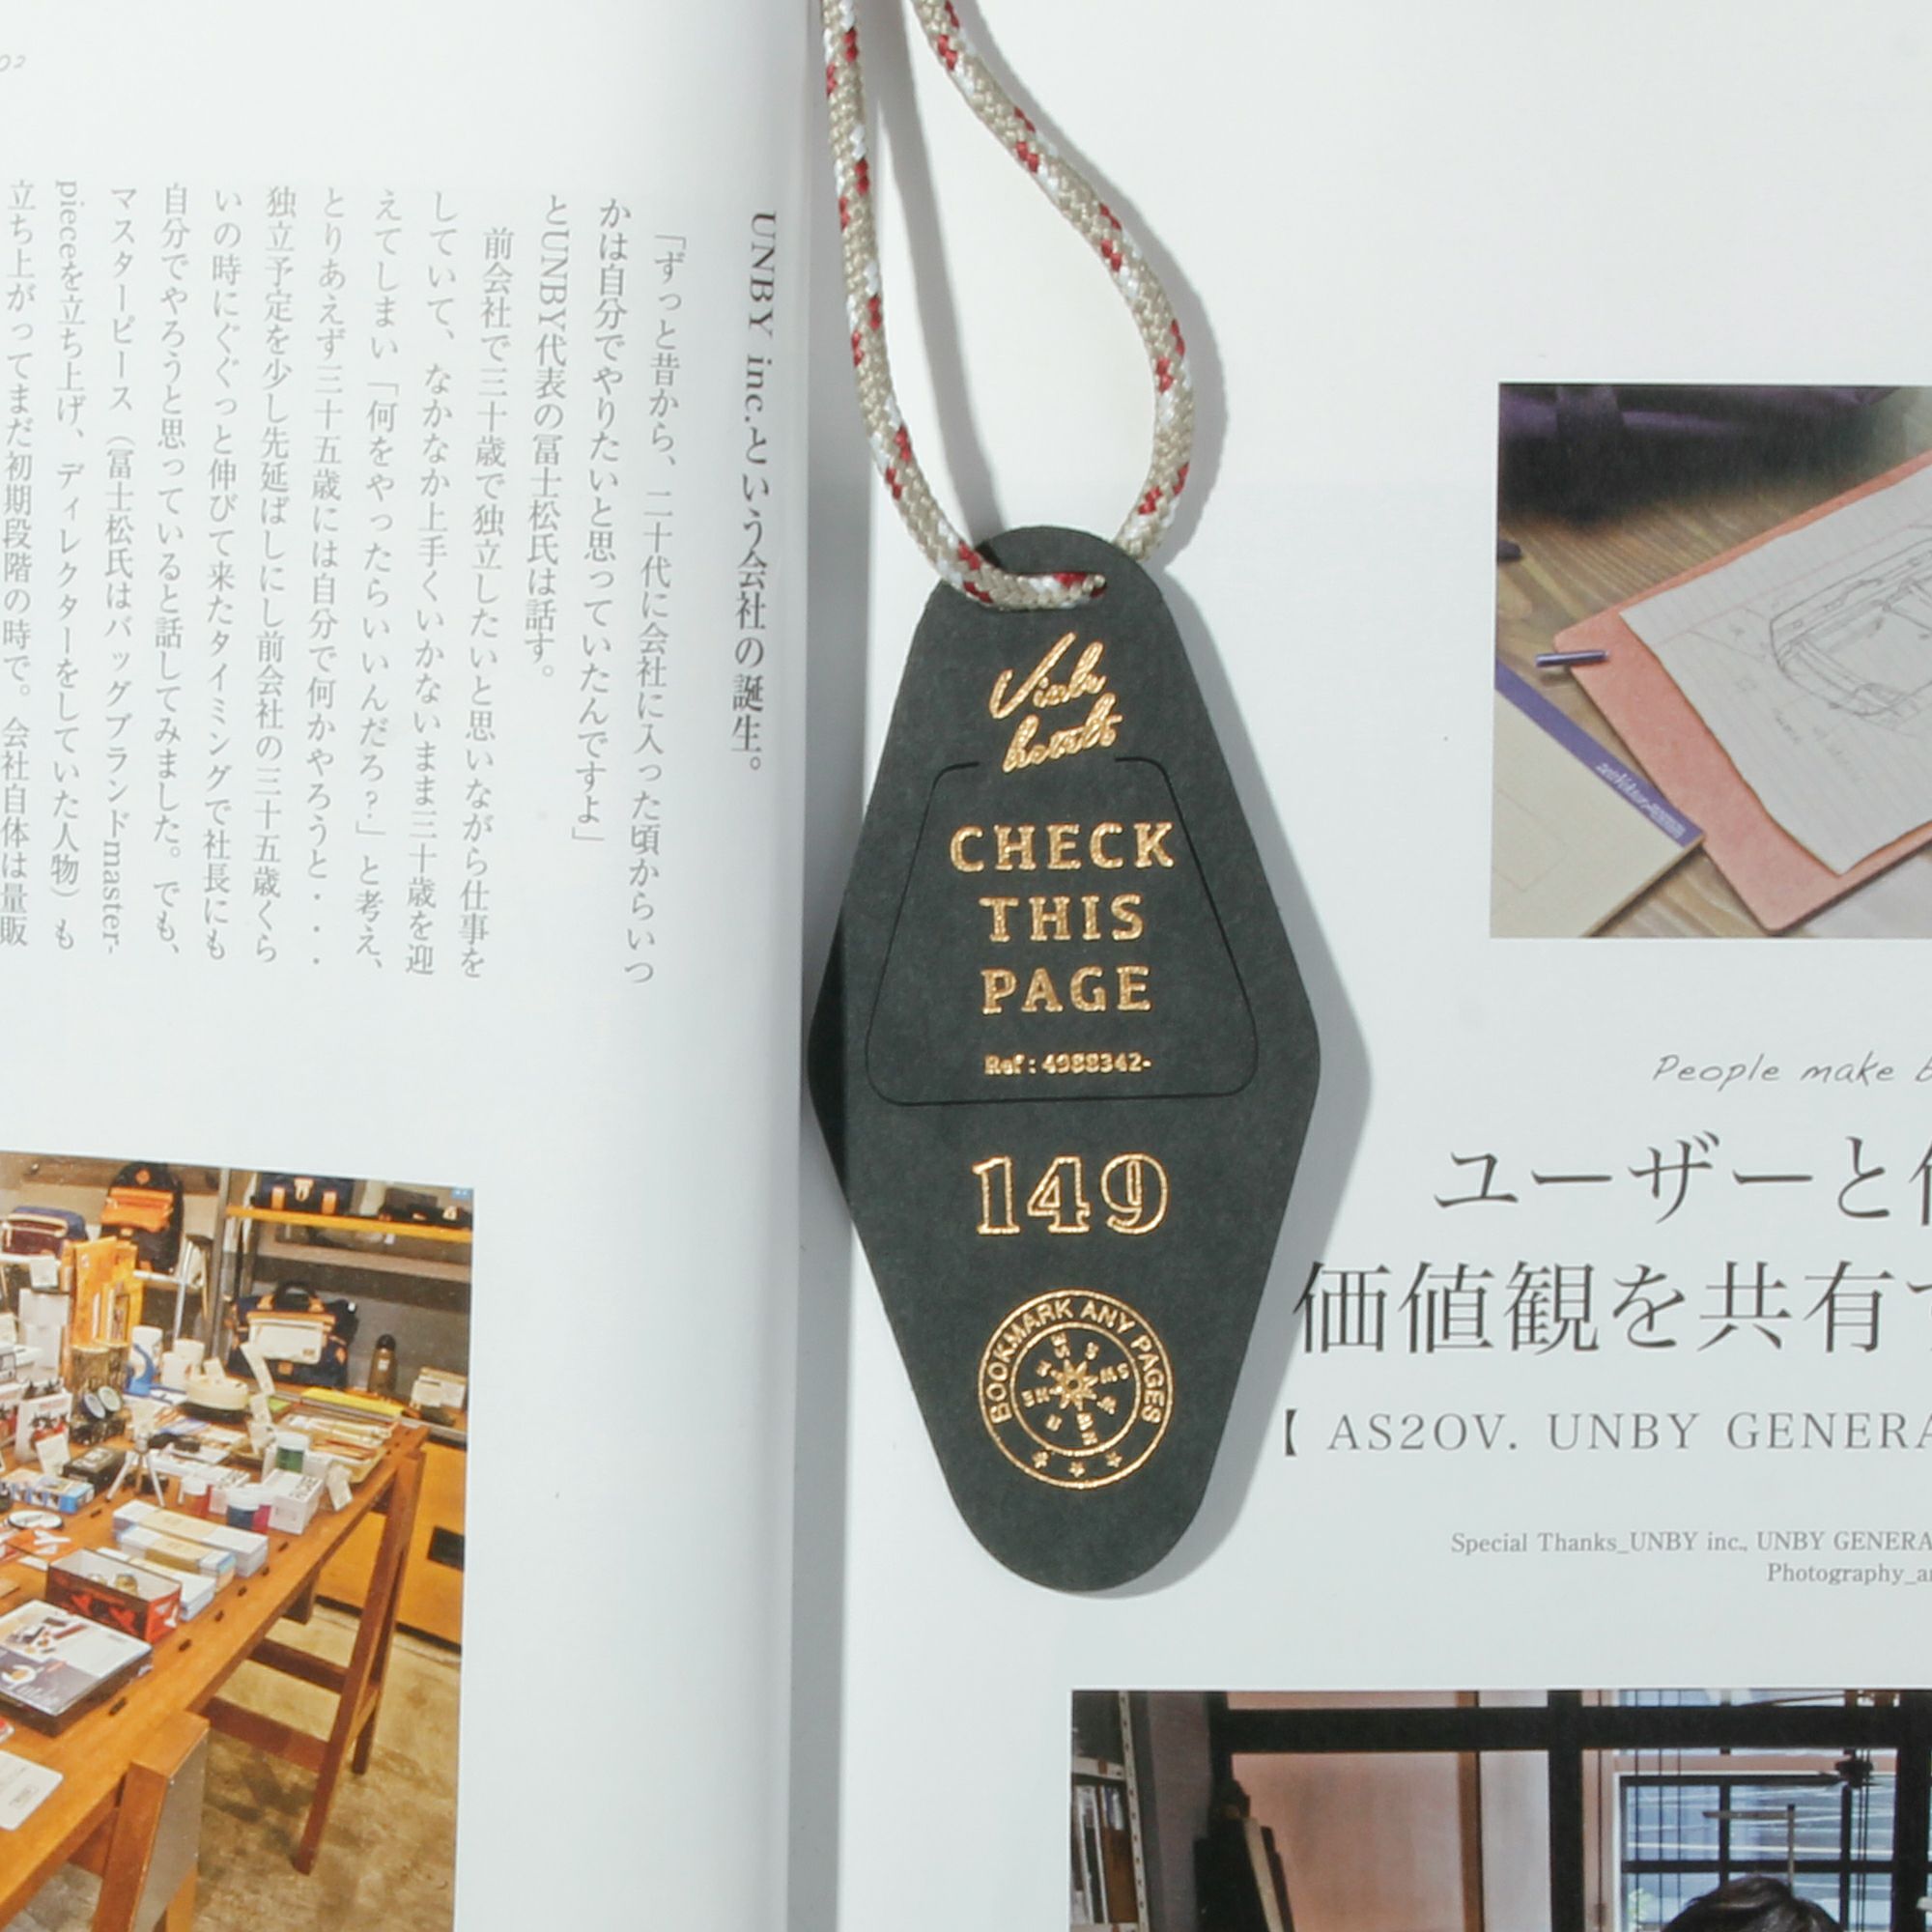 02
UNBY inc.という会社の誕生。
「ずっと昔から、二十代に会社に入った頃からいつ
かは自分でやりたいと思っていたんですよ」
とUNBY代表の冨士松氏は話す。
前会社で三十歳で独立したいと思いながら仕事を
していて、なかなか上手くいかないまま三十歳を迎
えてしまい「何をやったらいいんだろ?」と考え、
とりあえず三十五歳には自分で何かやろうと・・・
独立予定を少し先延ばしにし前会社の三十五歳くら
いの時にぐぐっと伸びて来たタイミングで社長にも
自分でやろうと思っていると話してみました。でも、
マスターピース（冨士松氏はバッグブランドmaster-
pieceを立ち上げ、ディレクターをしていた人物）も
立ち上がってまだ初期段階の時で。会社自体は量販
CHECK
THIS
PAGE
Ref : 4988342-
149
BOOKMARK ANY PAGES
People make
ユーザーと
価値観を共有
【 AS2OV. UNBY GENERA
Special Thanks_UNBY inc., UNBY GENERA
Photography_